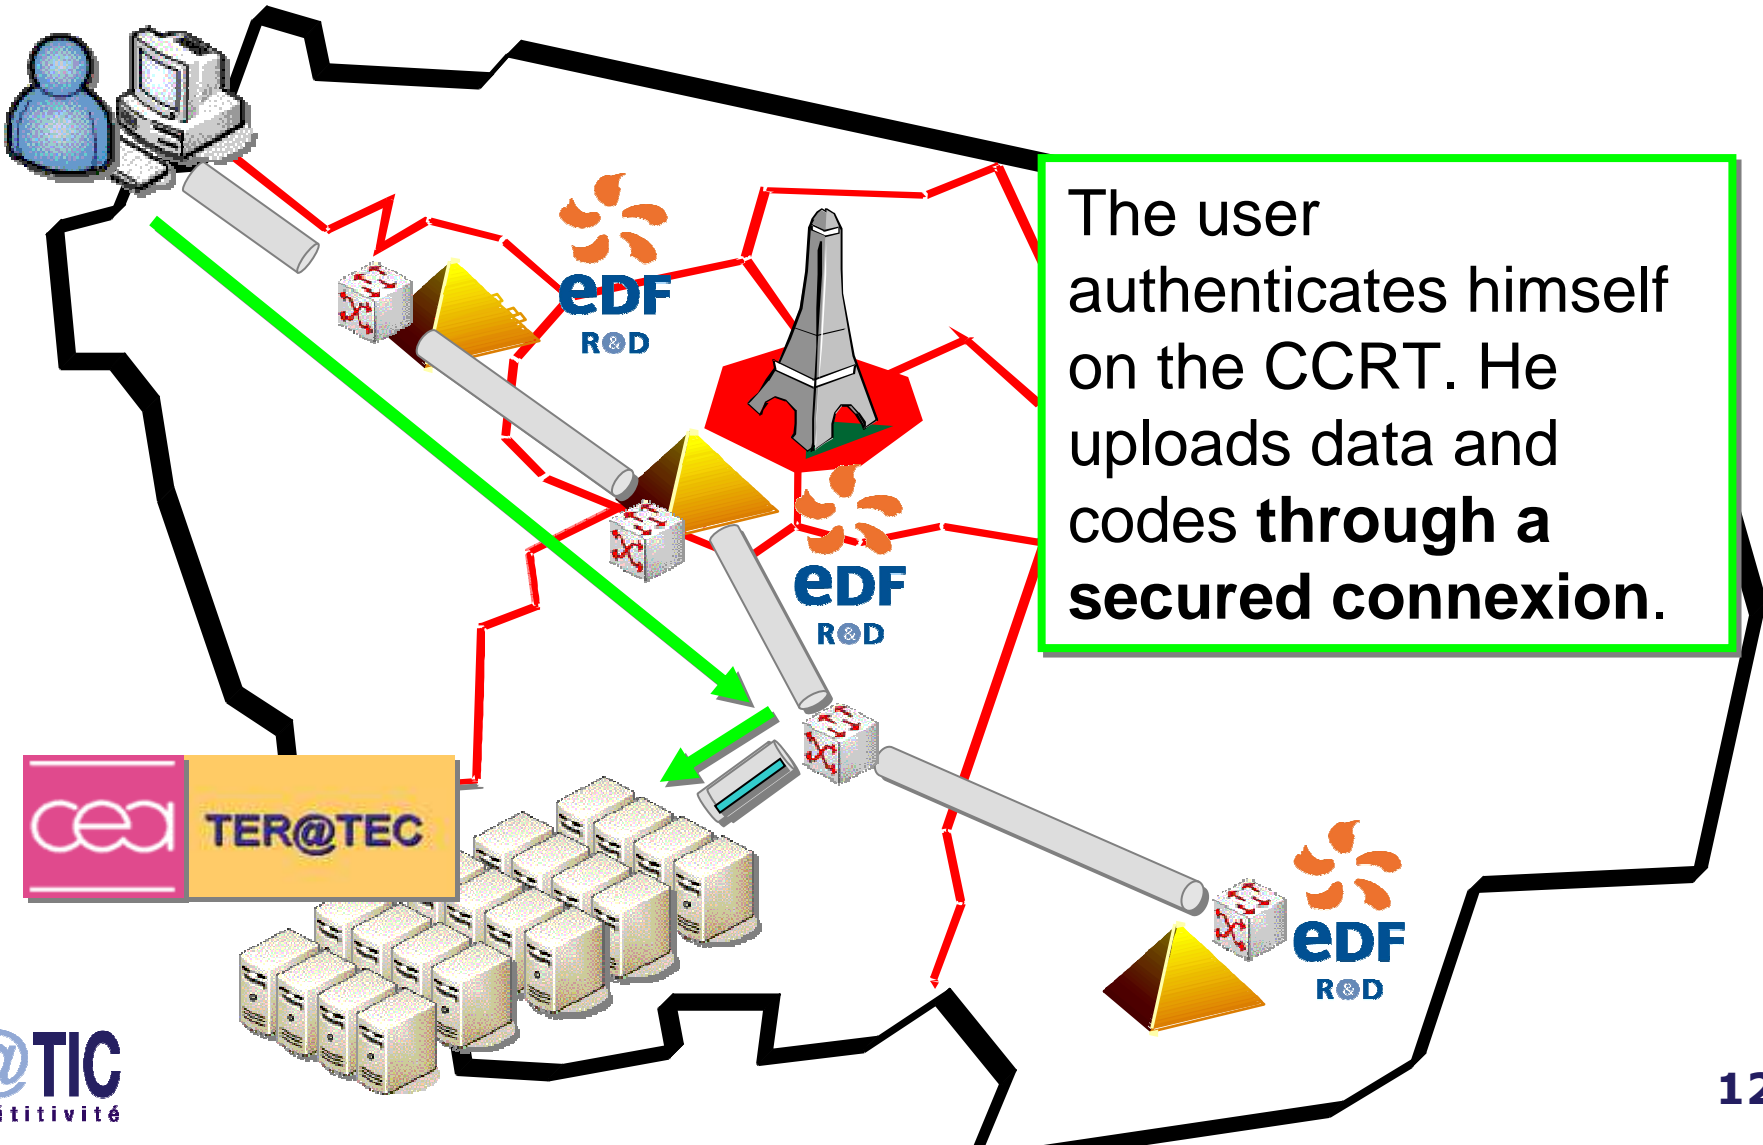 The user
authenticates himself
on the CCRT. He
uploads data and
codes through a
secured connexion.
eDF
R&D
eDF
R&D
cea
TER@TEC
eDF
R&D
@TIC
12